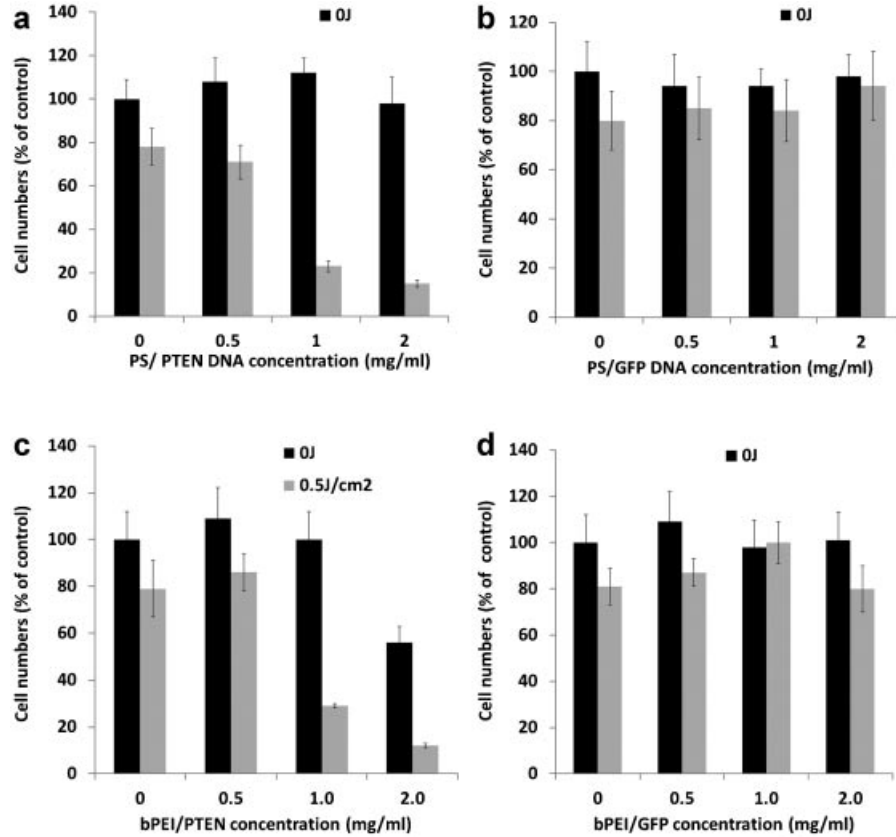 a
0J
Cell numbers (% of control)
140
120
100
80
60
40
20
0
0 0.5 1 2
PS/ PTEN DNA concentration (mg/ml)
b
0J
Cell numbers (% of control)
120
100
80
60
40
20
0
0 0.5 1 2
PS/GFP DNA concentration (mg/ml)
c
0J
0.5J/cm2
Cell numbers (% of control)
140
120
100
80
60
40
20
0
0 0.5 1.0 2.0
bPEI/PTEN concentration (mg/ml)
d
0J
Cell numbers (% of control)
140
120
100
80
60
40
20
0
0 0.5 1.0 2.0
bPEI/GFP concentration (mg/ml)